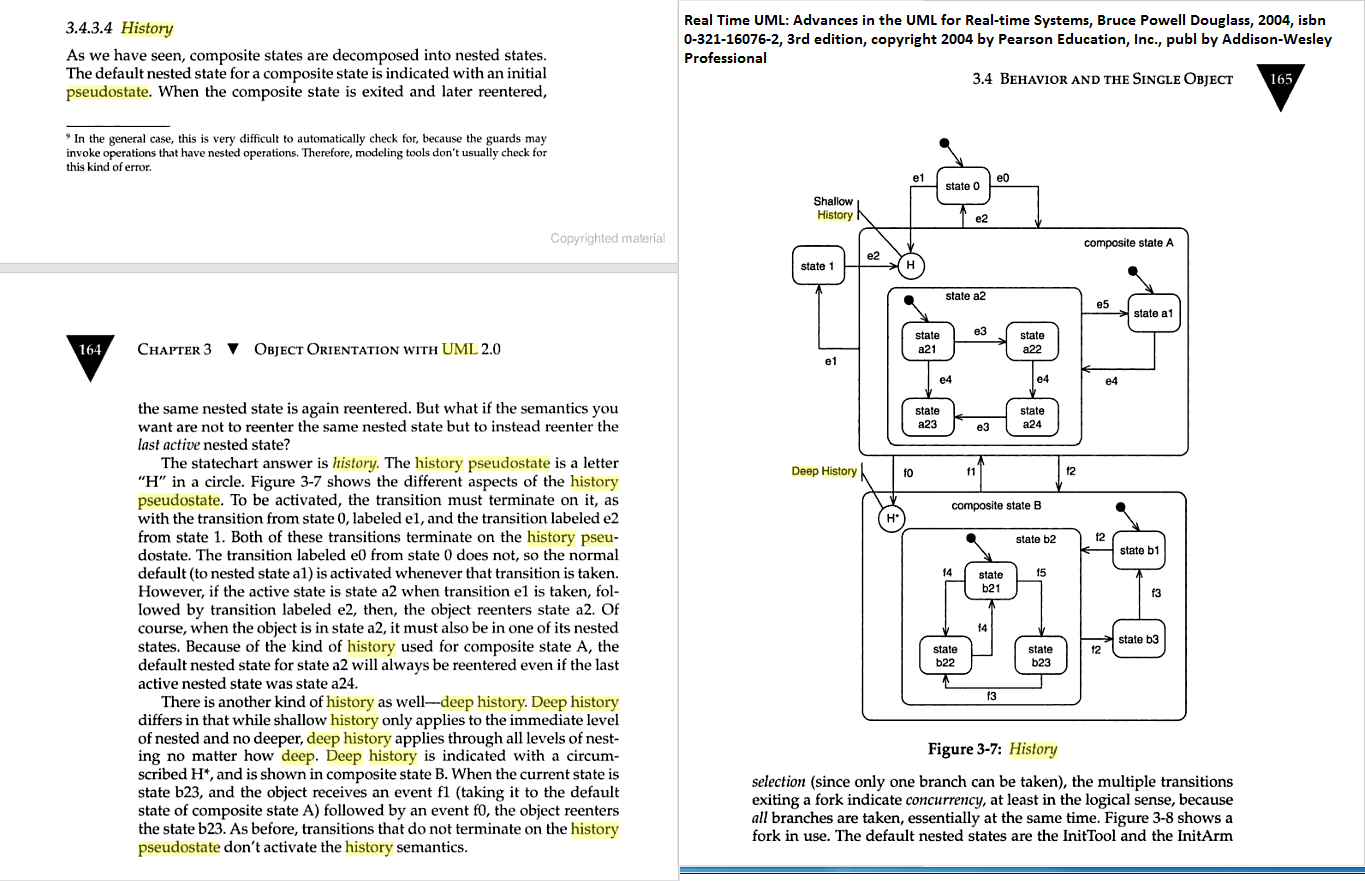 3.4.3.4 History
As we have seen, composite states are decomposed into nested states.
The default nested state for a composite state is indicated with an initial
pseudostate. When the composite state is exited and later reentered,
9 In the general case, this is very difficult to automatically check for, because the guards may
invoke operations that have nested operations. Therefore, modeling tools don't usually check for
this kind of error.
Copyrighted material
164 CHAPTER 3 ▼ OBJECT ORIENTATION WITH UML 2.0
the same nested state is again reentered. But what if the semantics you
want are not to reenter the same nested state but to instead reenter the
last active nested state?
The statechart answer is history. The history pseudostate is a letter
"H" in a circle. Figure 3-7 shows the different aspects of the history
pseudostate. To be activated, the transition must terminate on it, as
with the transition from state 0, labeled e1, and the transition labeled e2
from state 1. Both of these transitions terminate on the history pseu-
dostate. The transition labeled e0 from state 0 does not, so the normal
default (to nested state a1) is activated whenever that transition is taken.
However, if the active state is state a2 when transition e1 is taken, fol-
lowed by transition labeled e2, then, the object reenters state a2. Of
course, when the object is in state a2, it must also be in one of its nested
states. Because of the kind of history used for composite state A, the
default nested state for state a2 will always be reentered even if the last
active nested state was state a24.
There is another kind of history as well—deep history. Deep history
differs in that while shallow history only applies to the immediate level
of nested and no deeper, deep history applies through all levels of nest-
ing no matter how deep. Deep history is indicated with a circum-
scribed H*, and is shown in composite state B. When the current state is
state b23, and the object receives an event f1 (taking it to the default
state of composite state A) followed by an event f0, the object reenters
the state b23. As before, transitions that do not terminate on the history
pseudostate don't activate the history semantics.
Real Time UML: Advances in the UML for Real-time Systems, Bruce Powell Douglass, 2004, isbn
0-321-16076-2, 3rd edition, copyright 2004 by Pearson Education, Inc., publ by Addison-Wesley
Professional
3.4 BEHAVIOR AND THE SINGLE OBJECT 165
e1
state 0
e0
Shallow
History
e2
composite state A
state 1
e2
H
state a2
e5
state a1
state
a21
e3
state
a22
e1
e4
e4
e4
state
a23
e3
state
a24
Deep History
f0
f1
f2
composite state B
H*
state b2
f2
state b1
f4
state
b21
f5
f3
f4
state
b22
state
b23
f2
state b3
f3
Figure 3-7: History
selection (since only one branch can be taken), the multiple transitions
exiting a fork indicate concurrency, at least in the logical sense, because
all branches are taken, essentially at the same time. Figure 3-8 shows a
fork in use. The default nested states are the InitTool and the InitArm